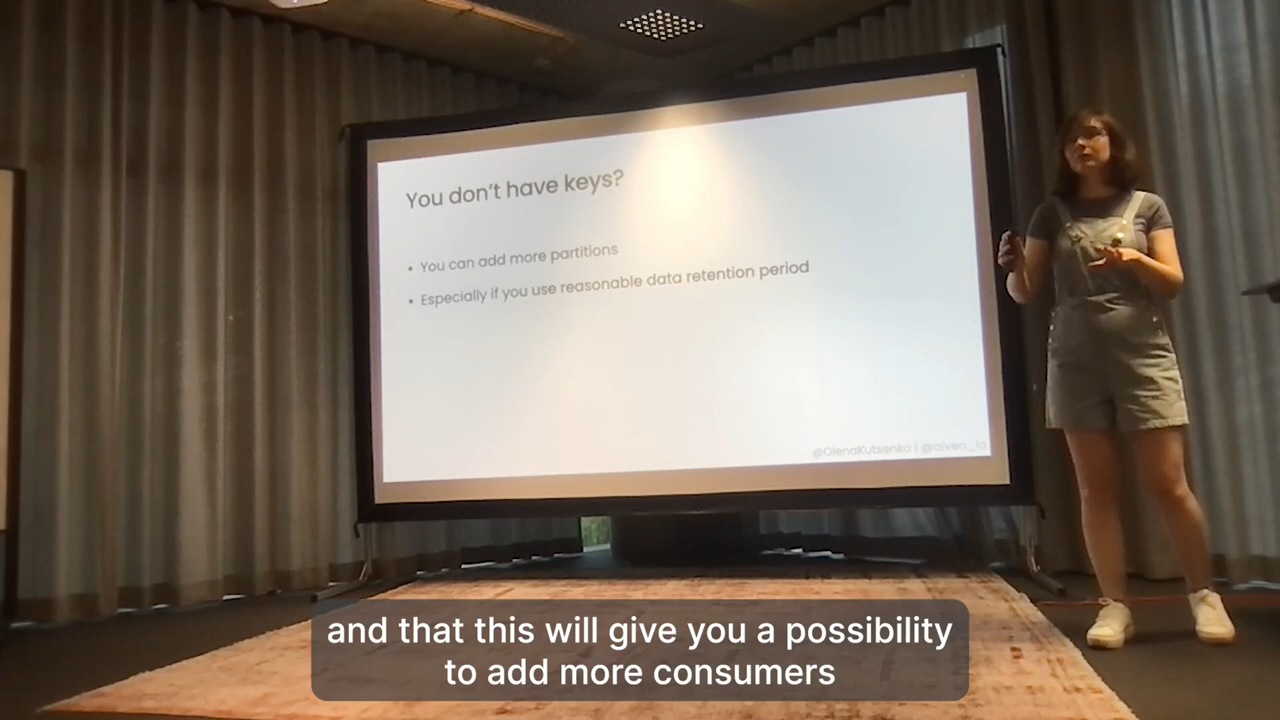 You don't have keys?
• You can add more partitions
• Especially if you use reasonable data retention period
@OlenaKutsenko | @aiven_io
and that this will give you a possibility
to add more consumers